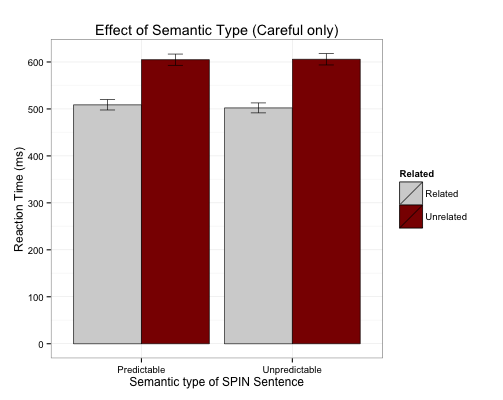 Effect of Semantic Type (Careful only)
Reaction Time (ms)
600
500
400
300
200
100
0
Predictable
Unpredictable
Semantic type of SPIN Sentence
Related
Related
Unrelated